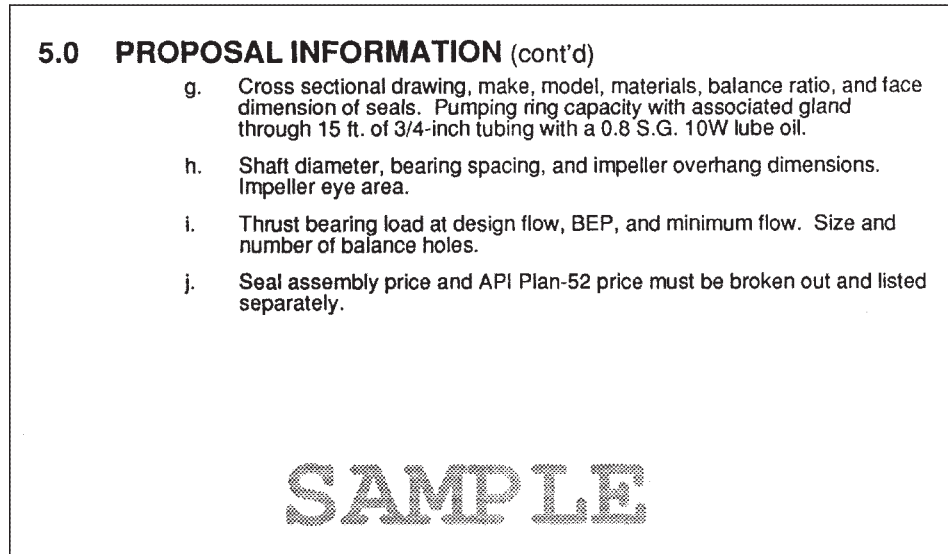 5.0 PROPOSAL INFORMATION (cont'd)
g. Cross sectional drawing, make, model, materials, balance ratio, and face
dimension of seals. Pumping ring capacity with associated gland
through 15 ft. of 3/4-inch tubing with a 0.8 S.G. 10W lube oil.
h. Shaft diameter, bearing spacing, and impeller overhang dimensions.
Impeller eye area.
i. Thrust bearing load at design flow, BEP, and minimum flow. Size and
number of balance holes.
j. Seal assembly price and API Plan-52 price must be broken out and listed
separately.
SAMPLE